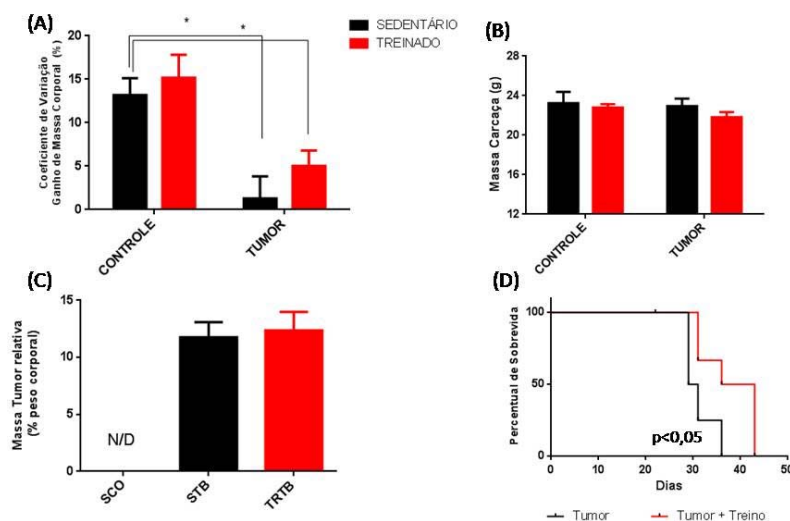 (A)
Coeficiente de Variação
Ganho de Massa Corporal (%)
20
15
10
5
0
*
*
CONTROLE
TUMOR
SEDENTÁRIO
TREINADO
(B)
Massa Carcaça (g)
28
24
20
16
12
CONTROLE
TUMOR
(C)
Massa Tumor relativa
(% peso corporal)
15
10
5
0
N/D
SCO
STB
TRTB
(D)
Percentual de Sobrevida
100
50
0
p<0,05
0
10
20
30
40
50
Dias
Tumor
Tumor + Treino